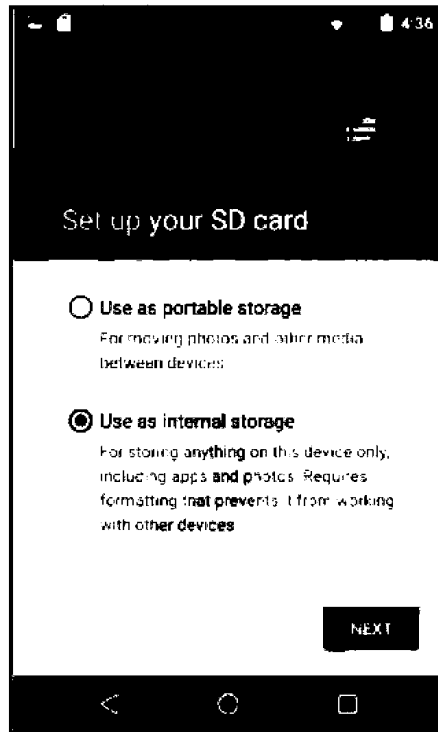 4:36
Set up your SD card
Use as portable storage
For moving photos and other media
between devices
Use as internal storage
For storing anything on this device only,
including apps and photos. Requires
formatting that prevents it from working
with other devices
NEXT